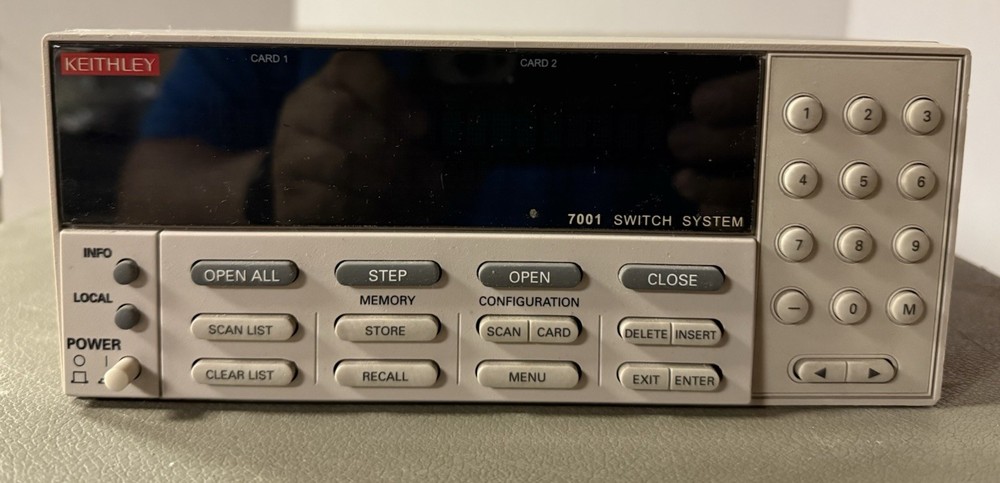 KEITHLEY
CARD 1 CARD 2
7001 SWITCH SYSTEM
1 2 3
4 5 6
7 8 9
— 0 M
◀ ▶
INFO
LOCAL
POWER
OPEN ALL STEP OPEN CLOSE
MEMORY CONFIGURATION
SCAN LIST STORE SCAN CARD DELETE INSERT
CLEAR LIST RECALL MENU EXIT ENTER